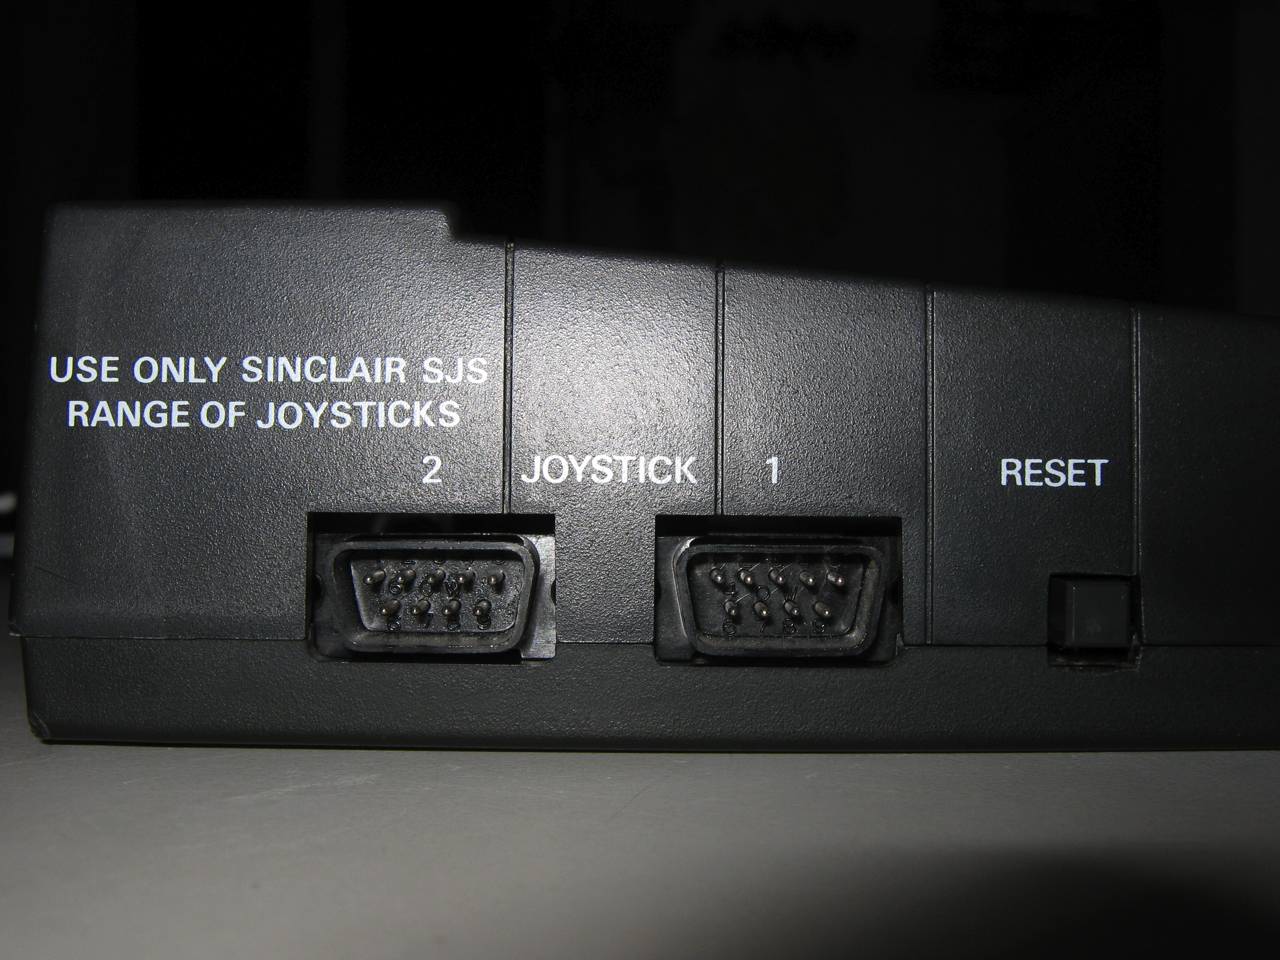 USE ONLY SINCLAIR SJS
RANGE OF JOYSTICKS
2 JOYSTICK 1
RESET